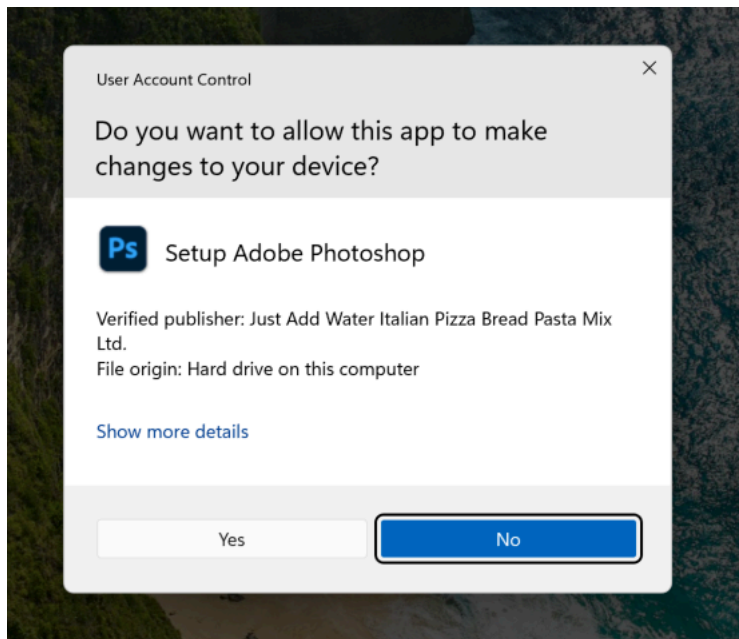 User Account Control
Do you want to allow this app to make
changes to your device?
Ps
Setup Adobe Photoshop
Verified publisher: Just Add Water Italian Pizza Bread Pasta Mix
Ltd.
File origin: Hard drive on this computer
Show more details
Yes
No